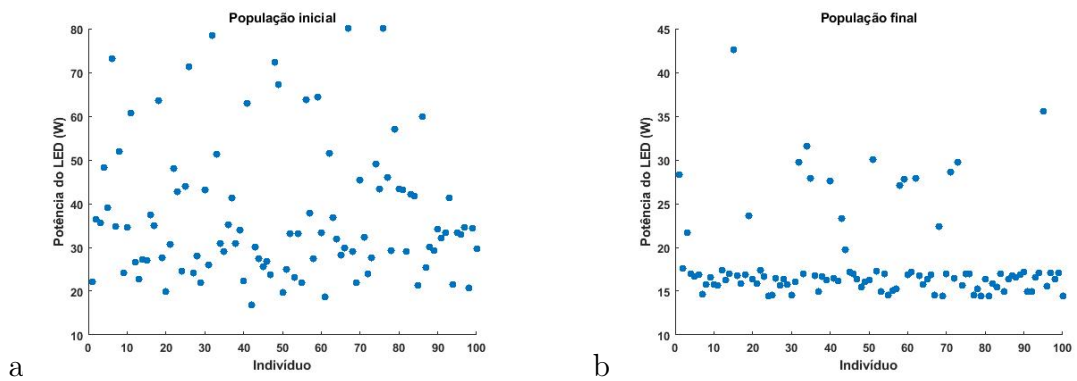 População inicial
80
70
60
50
40
30
20
10
0 10 20 30 40 50 60 70 80 90 100
Potência do LED (W)
Indivíduo
a
População final
45
40
35
30
25
20
15
10
0 10 20 30 40 50 60 70 80 90 100
Potência do LED (W)
Indivíduo
b